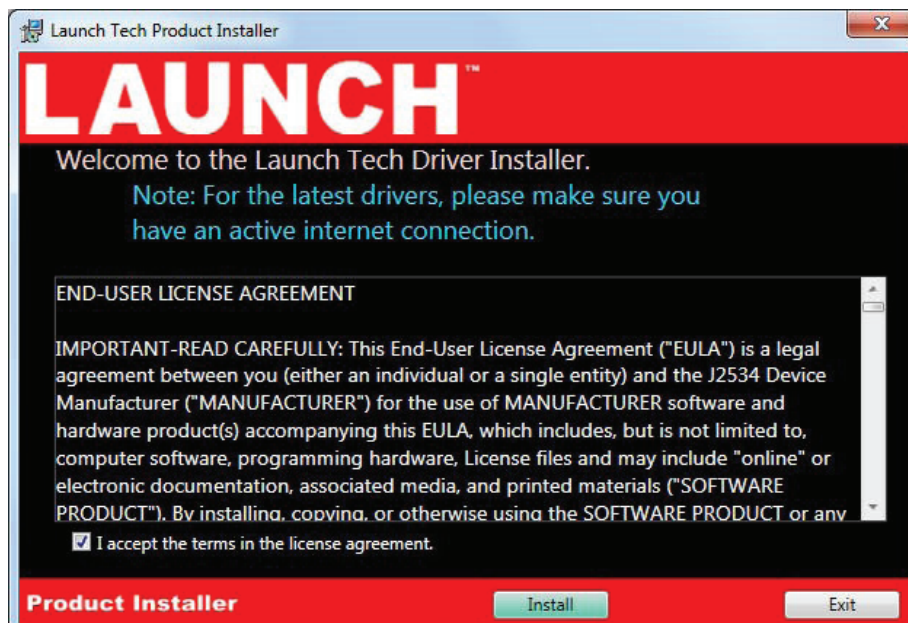 Launch Tech Product Installer
LAUNCH™
Welcome to the Launch Tech Driver Installer.
Note: For the latest drivers, please make sure you
have an active internet connection.
END-USER LICENSE AGREEMENT
IMPORTANT-READ CAREFULLY: This End-User License Agreement ("EULA") is a legal
agreement between you (either an individual or a single entity) and the J2534 Device
Manufacturer ("MANUFACTURER") for the use of MANUFACTURER software and
hardware product(s) accompanying this EULA, which includes, but is not limited to,
computer software, programming hardware, License files and may include "online" or
electronic documentation, associated media, and printed materials ("SOFTWARE
PRODUCT"). By installing, copying, or otherwise using the SOFTWARE PRODUCT or any
I accept the terms in the license agreement.
Product Installer
Install
Exit